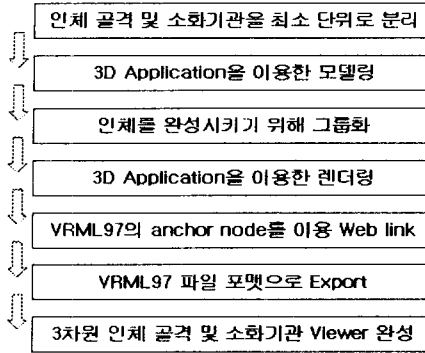 인체 골격 및 소화기관을 최소 단위로 분리
3D Application을 이용한 모델링
인체를 완성시키기 위해 그룹화
3D Application을 이용한 렌더링
VRML97의 anchor node를 이용 Web link
VRML97 파일 포맷으로 Export
3차원 인체 골격 및 소화기관 Viewer 완성